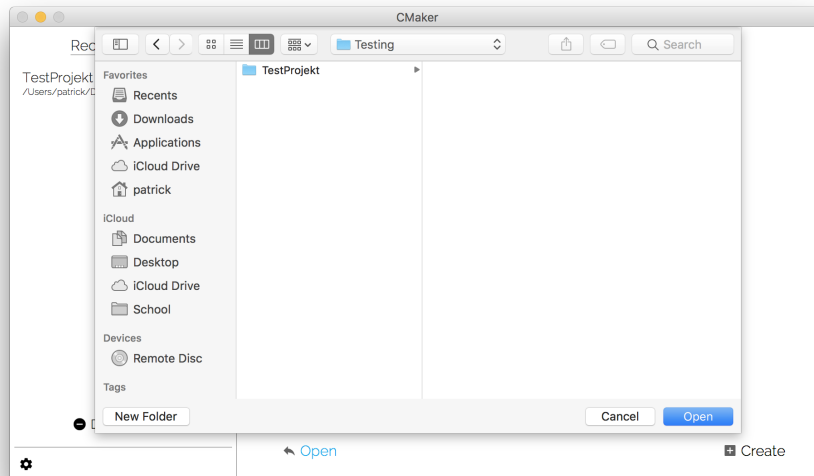 CMaker
Testing
Search
TestProjekt
/Users/patrick/D
Favorites
Recents
Downloads
Applications
iCloud Drive
patrick
iCloud
Documents
Desktop
iCloud Drive
School
Devices
Remote Disc
Tags
TestProjekt
New Folder
Cancel
Open
Open
Create